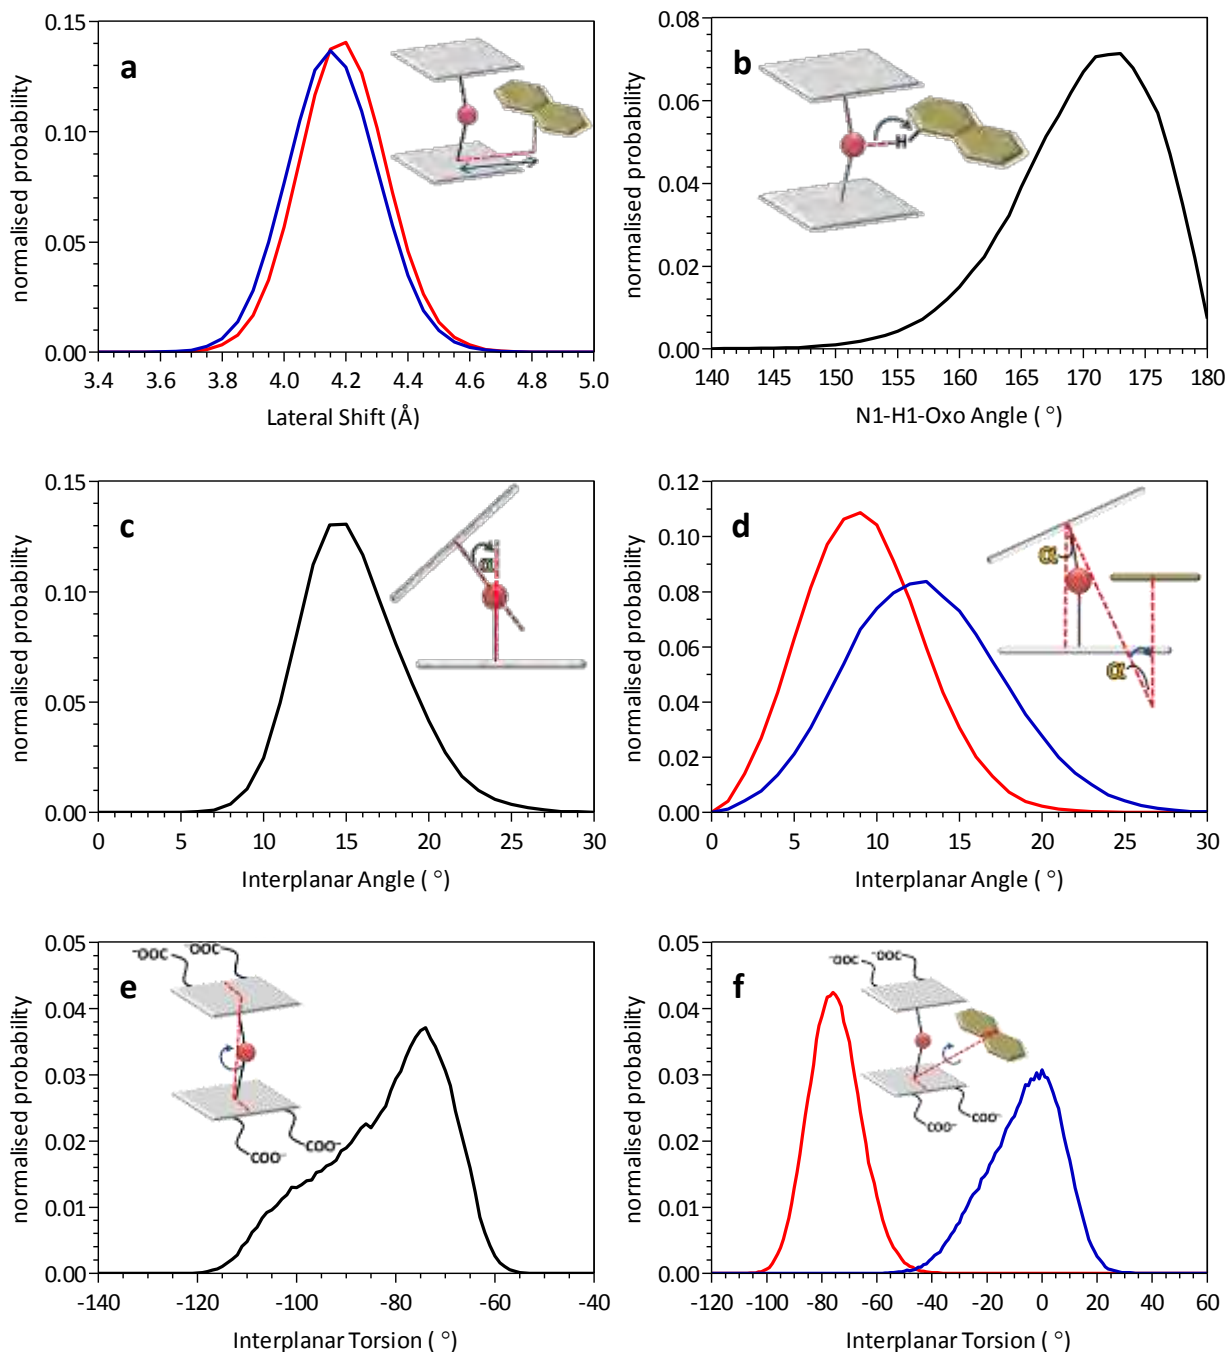 a
normalised probability
0.15
0.10
0.05
0.00
3.4 3.6 3.8 4.0 4.2 4.4 4.6 4.8 5.0
Lateral Shift (Å)
b
H
normalised probability
0.08
0.06
0.04
0.02
0.00
140 145 150 155 160 165 170 175 180
N1-H1-Oxo Angle ( °)
c
α
normalised probability
0.15
0.10
0.05
0.00
0 5 10 15 20 25 30
Interplanar Angle ( °)
d
α
α
normalised probability
0.12
0.10
0.08
0.06
0.04
0.02
0.00
0 5 10 15 20 25 30
Interplanar Angle ( °)
e
⁻OOC
⁻OOC
COO⁻
COO⁻
normalised probability
0.05
0.04
0.03
0.02
0.01
0.00
-140 -120 -100 -80 -60 -40
Interplanar Torsion ( °)
f
⁻OOC
⁻OOC
COO⁻
COO⁻
normalised probability
0.05
0.04
0.03
0.02
0.01
0.00
-120 -100 -80 -60 -40 -20 0 20 40 60
Interplanar Torsion ( °)